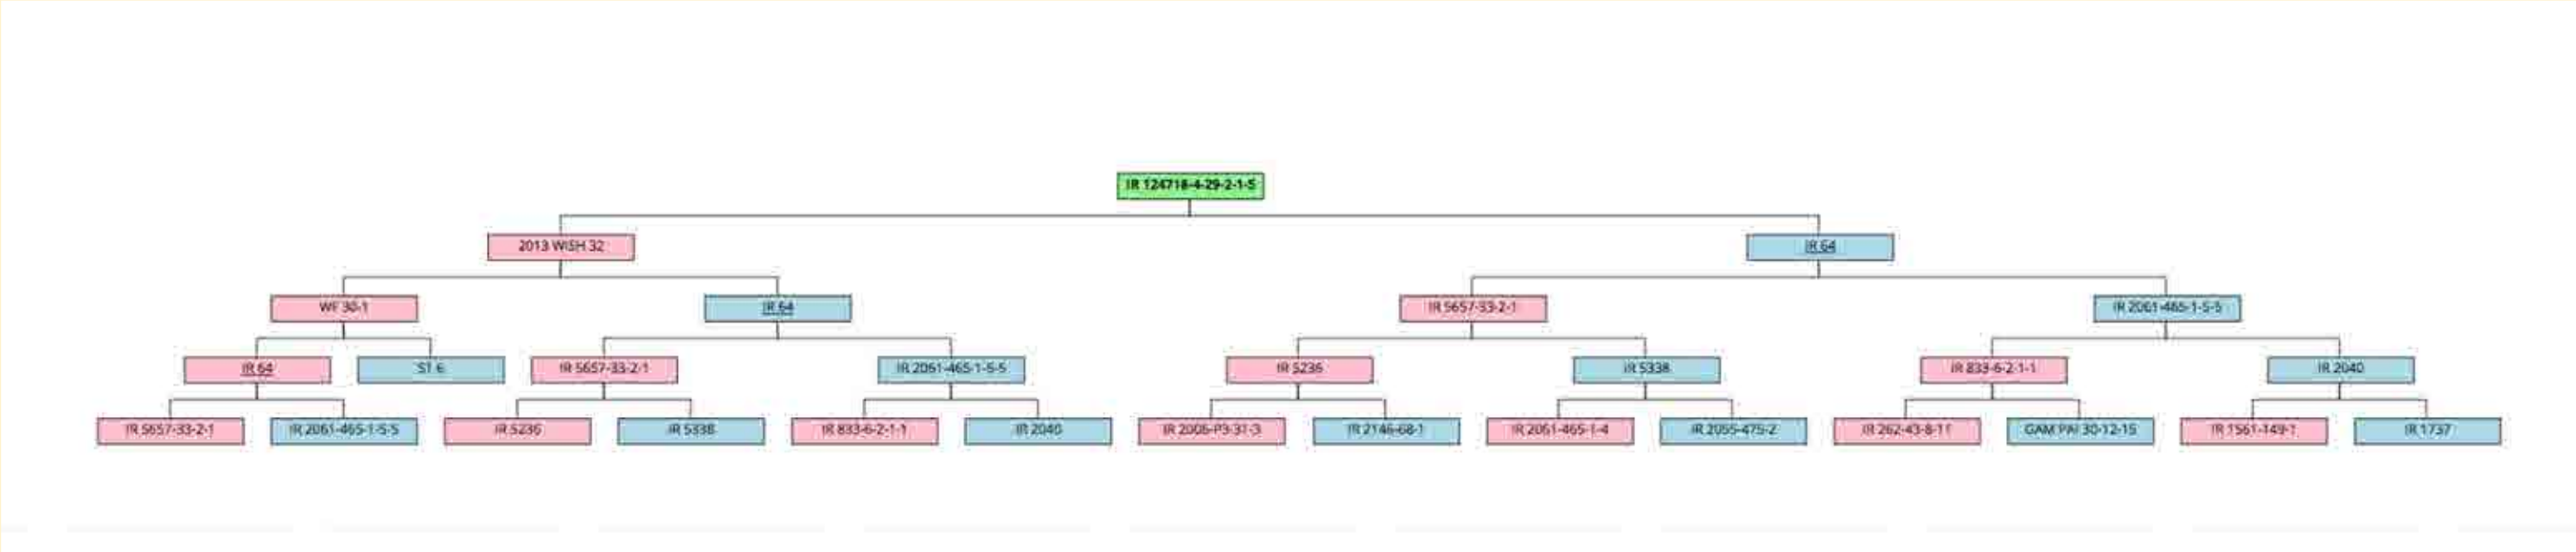 IR 124718-4-29-2-1-5
2013 WISH 32
IR 64
WF 30-1
IR 64
IR 5657-33-2-1
IR 2061-465-1-5-5
IR 64
ST 6
IR 5657-33-2-1
IR 2061-465-1-5-5
IR 5236
IR 5338
IR 833-6-2-1-1
IR 2040
IR 5657-33-2-1
IR 2061-465-1-5-5
IR 5236
IR 5338
IR 833-6-2-1-1
IR 2040
IR 2006-P3-31-3
IR 2146-68-1
IR 2061-465-1-4
IR 2055-475-2
IR 262-43-8-11
GAM PAI 30-12-15
IR 1561-149-1
IR 1737